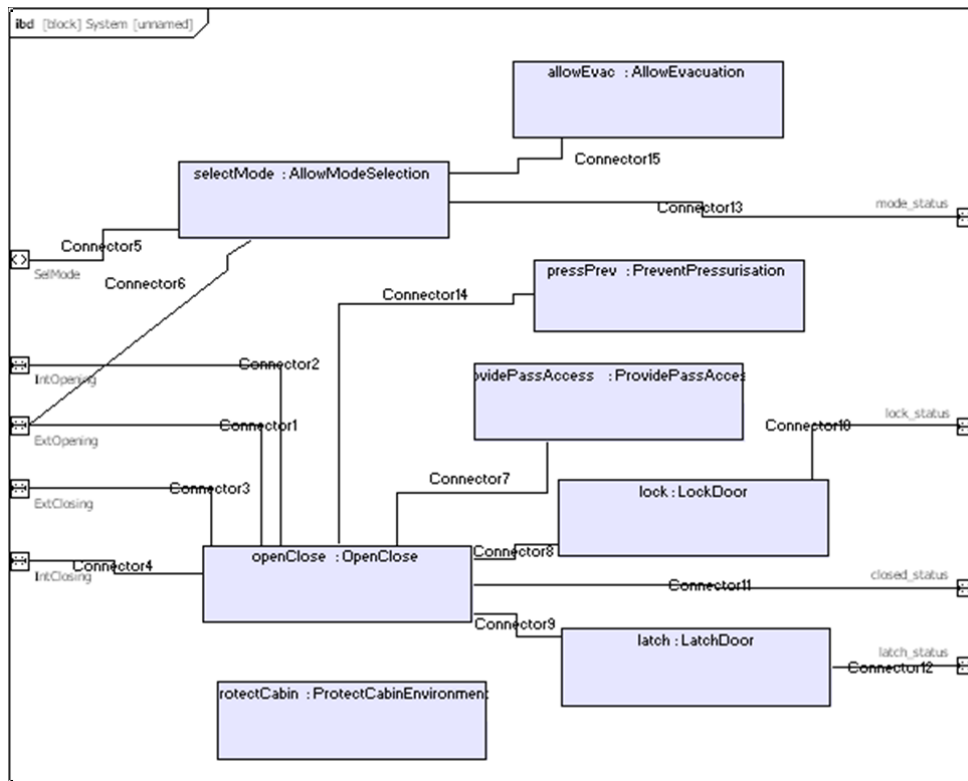 ibd [block] System [unnamed]
allowEvac : AllowEvacuation
Connector15
selectMode : AllowModeSelection
mode_status
Connector13
Connector5
SelMode
Connector6
pressPrev : PreventPressurisation
Connector14
Connector2
IntOpening
ovidePassAccess : ProvidePassAcces
lock_status
Connector1
Connector10
ExtOpening
Connector7
Connector3
lock : LockDoor
ExtClosing
Connector8
openClose : OpenClose
Connector4
IntClosing
closed_status
Connector11
Connector9
latch : LatchDoor
latch_status
Connector12
rotectCabin : ProtectCabinEnvironmen